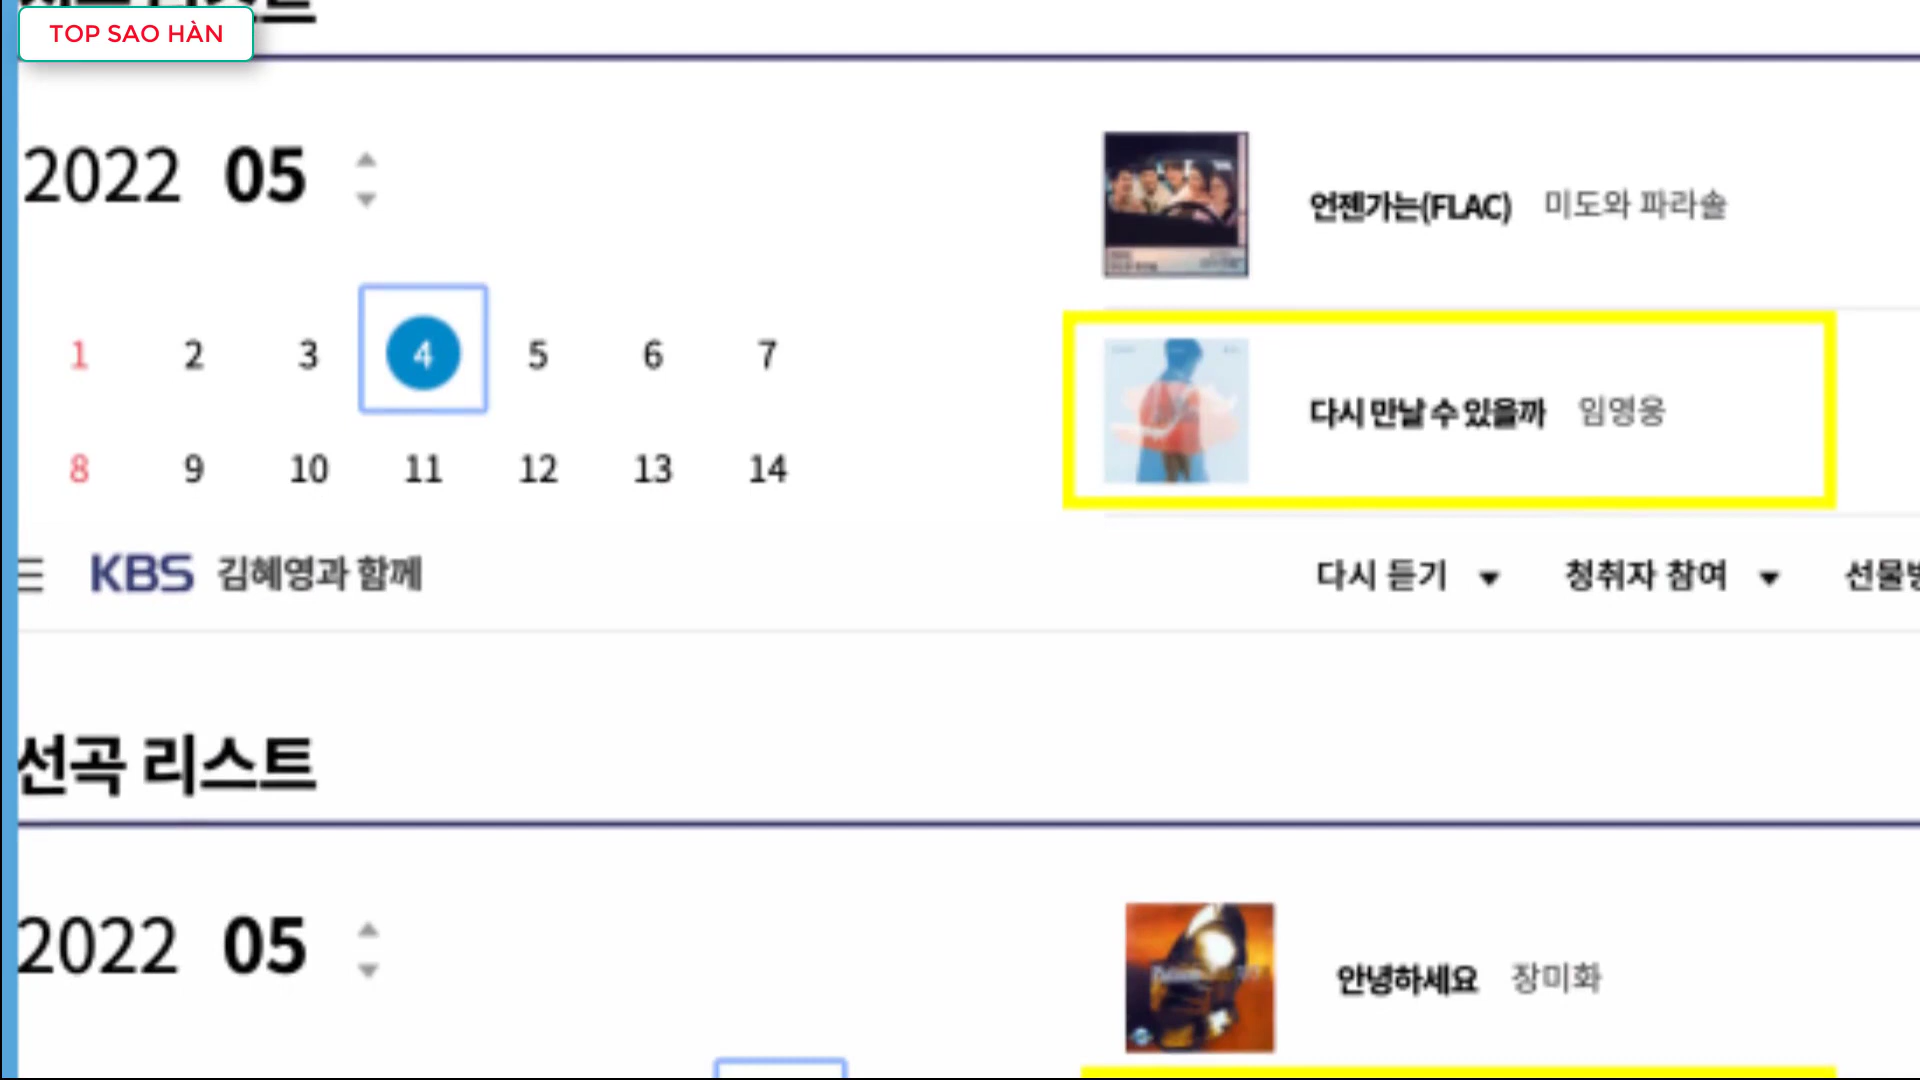 TOP SAO HÀN
2022 05
언젠가는(FLAC) 미도와 파라솔
1 2 3 4 5 6 7
다시 만날 수 있을까 임영웅
8 9 10 11 12 13 14
KBS 김혜영과 함께
다시 듣기 청취자 참여 선물
선곡 리스트
2022 05
안녕하세요 장미화